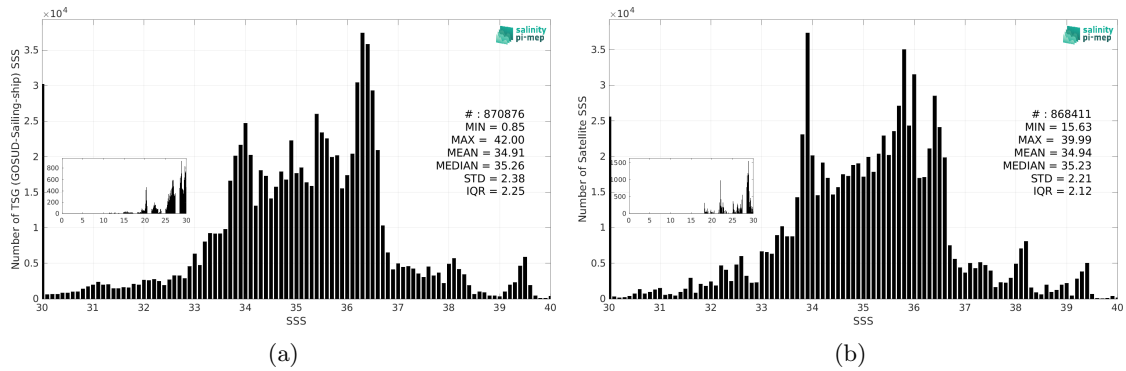 ×10⁴
3.5
3
2.5
2
1.5
1
0.5
0
30 31 32 33 34 35 36 37 38 39 40
SSS
Number of TSG (GOSUD-Sailing-ship) SSS
salinity
pi-mep
# : 870876
MIN = 0.85
MAX = 42.00
MEAN = 34.91
MEDIAN = 35.26
STD = 2.38
IQR = 2.25
800
600
400
200
0
0 5 10 15 20 25 30
(a)
×10⁴
3.5
3
2.5
2
1.5
1
0.5
0
30 31 32 33 34 35 36 37 38 39 40
SSS
Number of Satellite SSS
salinity
pi-mep
# : 868411
MIN = 15.63
MAX = 39.99
MEAN = 34.94
MEDIAN = 35.23
STD = 2.21
IQR = 2.12
1500
1000
500
0
0 5 10 15 20 25 30
(b)